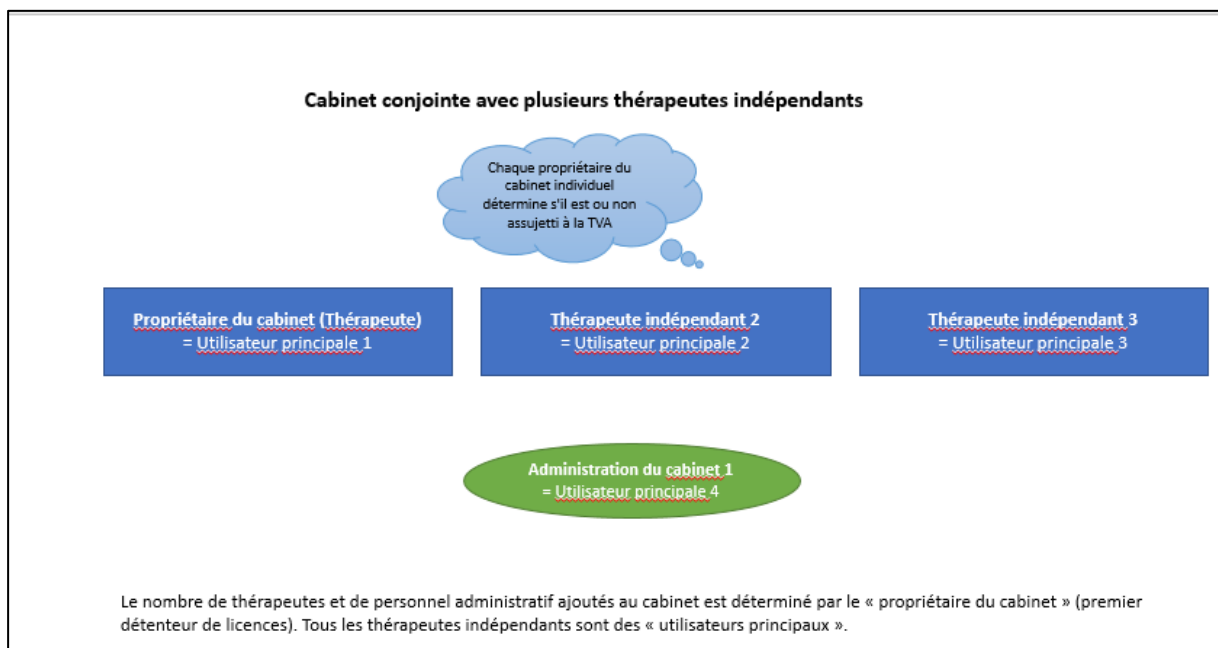 Cabinet conjointe avec plusieurs thérapeutes indépendants
Chaque propriétaire du
cabinet individuel
détermine s'il est ou non
assujetti à la TVA
Propriétaire du cabinet (Thérapeute)
= Utilisateur principale 1
Thérapeute indépendant 2
= Utilisateur principale 2
Thérapeute indépendant 3
= Utilisateur principale 3
Administration du cabinet 1
= Utilisateur principale 4
Le nombre de thérapeutes et de personnel administratif ajoutés au cabinet est déterminé par le « propriétaire du cabinet » (premier
détenteur de licences). Tous les thérapeutes indépendants sont des « utilisateurs principaux ».